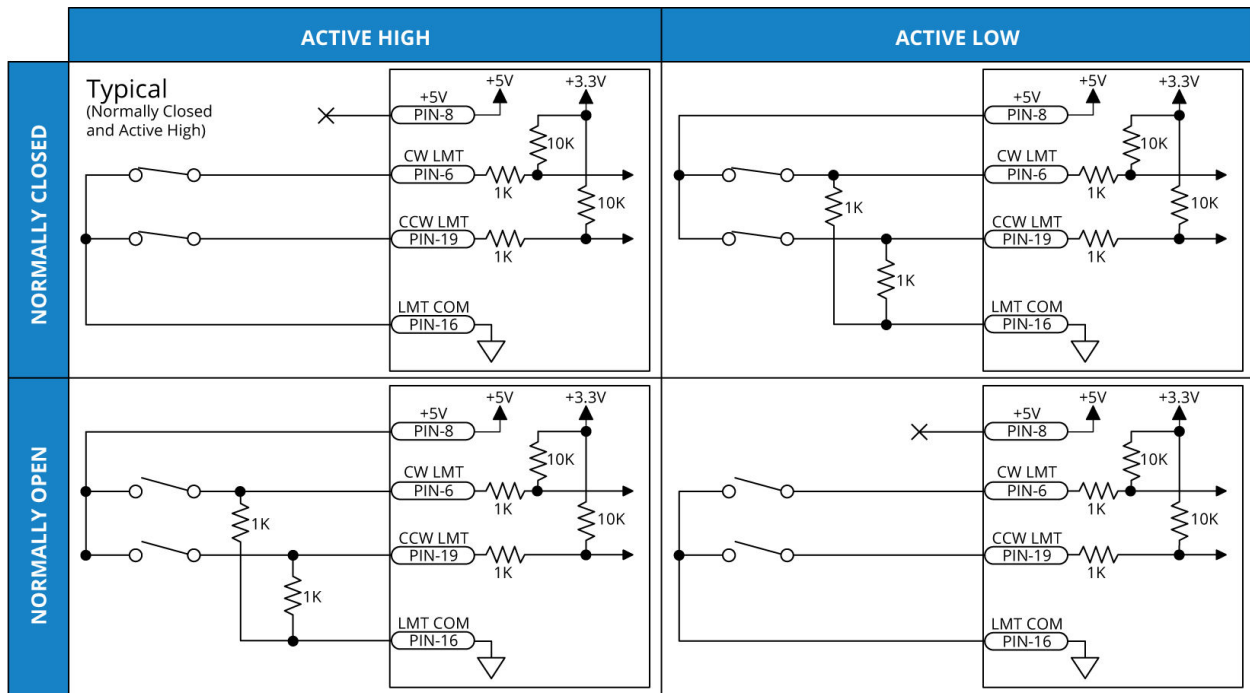 ACTIVE HIGH
ACTIVE LOW
NORMALLY CLOSED
Typical
(Normally Closed
and Active High)
+5V
PIN-8
+5V
+3.3V
10K
CW LMT
PIN-6
1K
10K
CCW LMT
PIN-19
1K
LMT COM
PIN-16
+5V
PIN-8
+5V
+3.3V
10K
CW LMT
PIN-6
1K
1K
10K
CCW LMT
PIN-19
1K
1K
LMT COM
PIN-16
NORMALLY OPEN
+5V
PIN-8
+5V
+3.3V
10K
CW LMT
PIN-6
1K
1K
10K
CCW LMT
PIN-19
1K
1K
LMT COM
PIN-16
+5V
PIN-8
+5V
+3.3V
10K
CW LMT
PIN-6
1K
10K
CCW LMT
PIN-19
1K
LMT COM
PIN-16